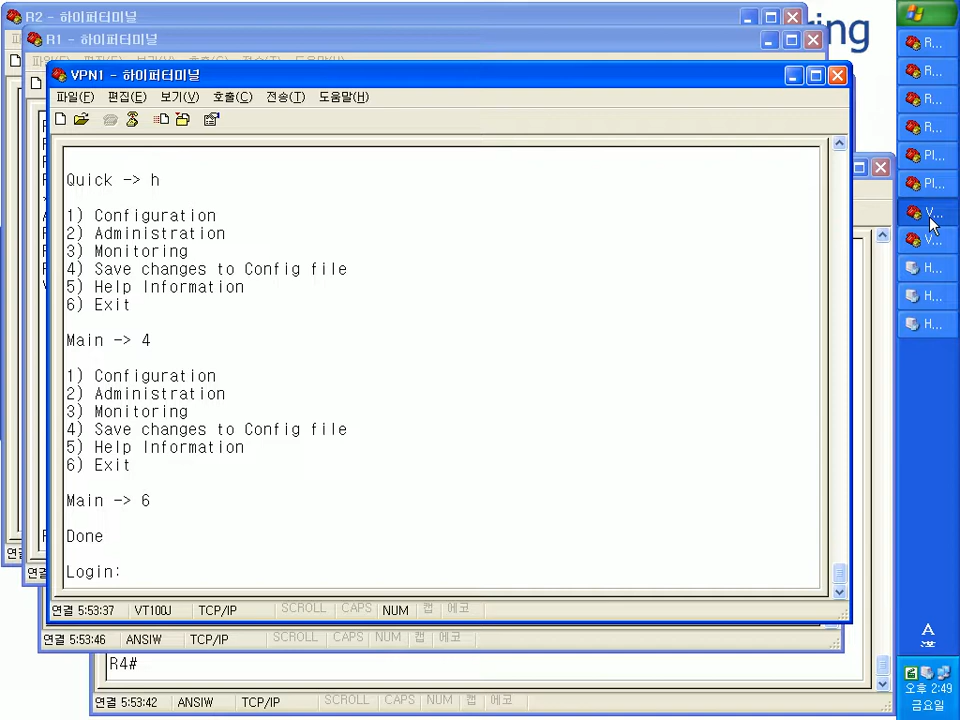 R2 - 하이퍼터미널
ring
R1 - 하이퍼터미널
VPN1 - 하이퍼터미널
파일(F) 편집(E) 보기(V) 호출(C) 전송(T) 도움말(H)
Quick -> h
1) Configuration
2) Administration
3) Monitoring
4) Save changes to Config file
5) Help Information
6) Exit
Main -> 4
1) Configuration
2) Administration
3) Monitoring
4) Save changes to Config file
5) Help Information
6) Exit
Main -> 6
Done
Login:
연결 5:53:37 VT100J TCP/IP SCROLL CAPS NUM 캡 에코
연결 5:53:46 ANSIW TCP/IP SCROLL CAPS NUM 캡 에코
R4#
연결 5:53:42 ANSIW TCP/IP SCROLL CAPS NUM 캡 에코
R...
R...
R...
R...
PI...
PI...
V...
V...
H...
H...
H...
A
漢
오후 2:49
금요일